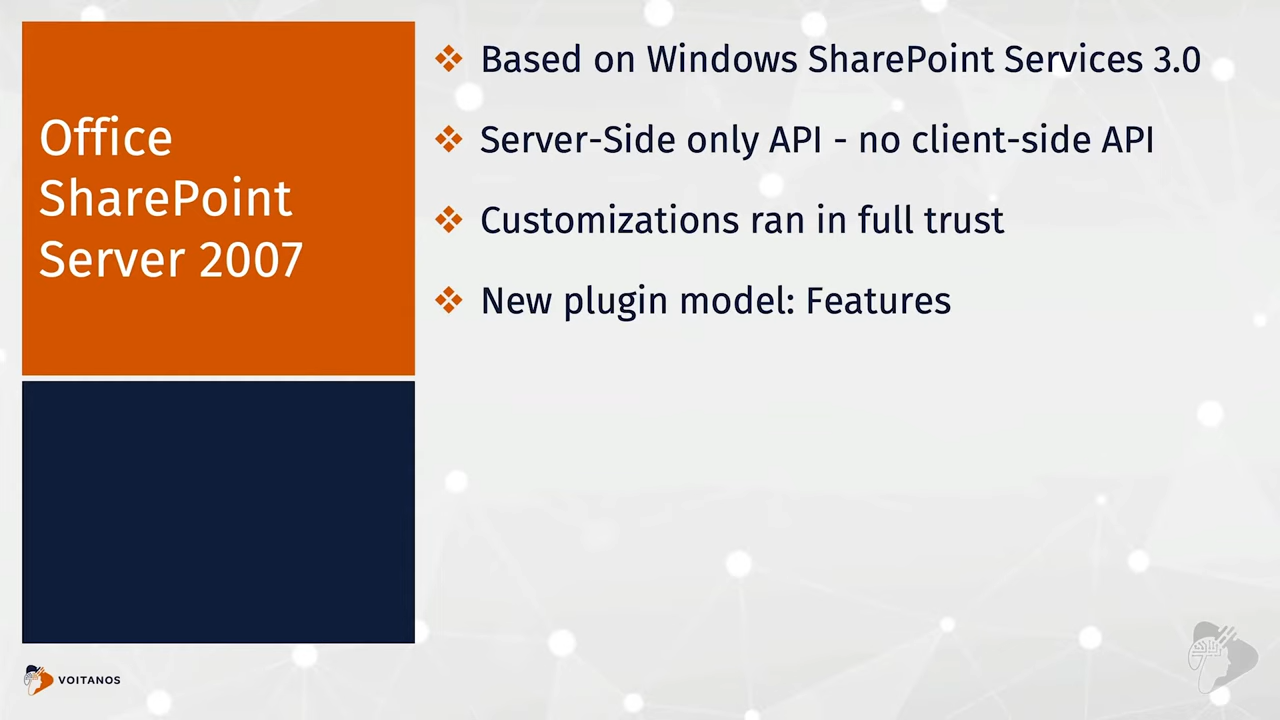 Office
SharePoint
Server 2007
Based on Windows SharePoint Services 3.0
Server-Side only API - no client-side API
Customizations ran in full trust
New plugin model: Features
VOITANOS